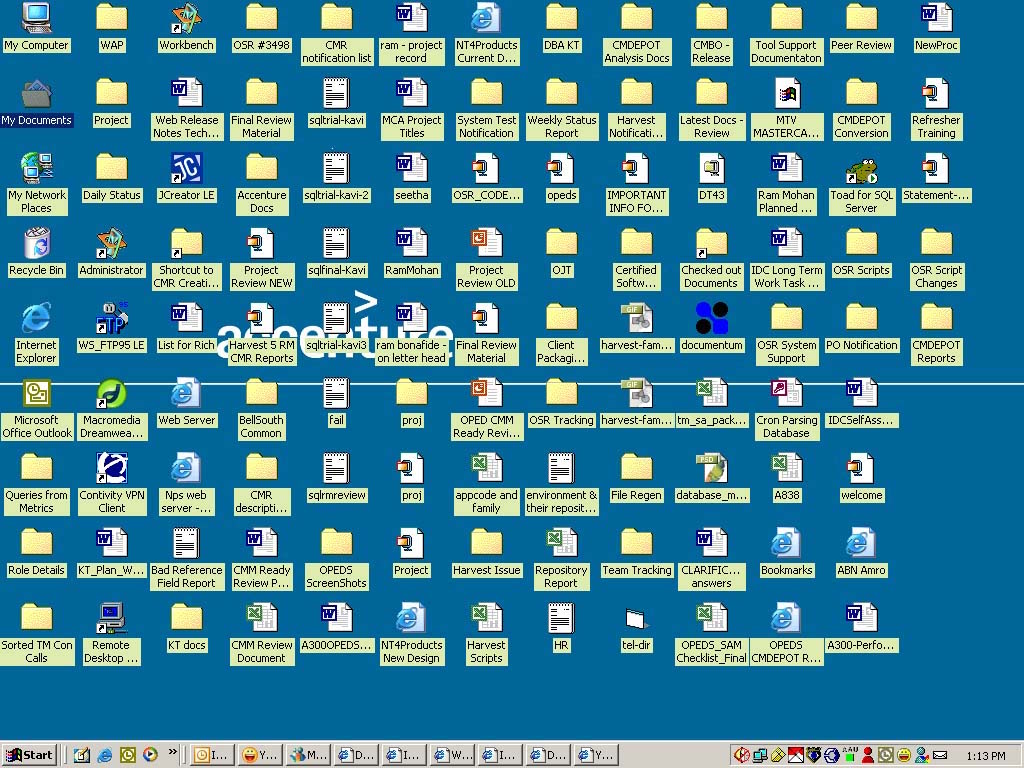 My Computer
WAP
Workbench
OSR #3498
CMR
notification list
ram - project
record
NT4Products
Current D...
DBA KT
CMDEPOT
Analysis Docs
CMBO -
Release
Tool Support
Documentaton
Peer Review
NewProc
My Documents
Project
Web Release
Notes Tech...
Final Review
Material
sqltrial-kavi
MCA Project
Titles
System Test
Notification
Weekly Status
Report
Harvest
Notificati...
Latest Docs -
Review
MTV
MASTERCA...
CMDEPOT
Conversion
Refresher
Training
My Network
Places
Daily Status
JCreator LE
Accenture
Docs
sqltrial-kavi-2
seetha
OSR_CODE...
opeds
IMPORTANT
INFO FO...
DT43
Ram Mohan
Planned ...
Toad for SQL
Server
Statement-...
Recycle Bin
Administrator
Shortcut to
CMR Creati...
Project
Review NEW
sqlfinal-Kavi
RamMohan
Project
Review OLD
OJT
Certified
Softw...
Checked out
Documents
IDC Long Term
Work Task ...
OSR Scripts
OSR Script
Changes
accenture
>
Internet
Explorer
WS_FTP95 LE
List for Rich
Harvest 5 RM
CMR Reports
sqltrial-kavi3
ram bonafide -
on letter head
Final Review
Material
Client
Packagi...
harvest-fam...
documentum
OSR System
Support
PO Notification
CMDEPOT
Reports
Microsoft
Office Outlook
Macromedia
Dreamwea...
Web Server
BellSouth
Common
fail
proj
OPED CMM
Ready Revi...
OSR Tracking
harvest-fam...
tm_sa_pack...
Cron Parsing
Database
IDCSelfAss...
Queries from
Metrics
Contivity VPN
Client
Nps web
server -...
CMR
descripti...
sqlrmreview
proj
appcode and
family
environment &
their reposit...
File Regen
database_m...
A838
welcome
Role Details
KT_Plan_W...
Bad Reference
Field Report
CMM Ready
Review P...
OPEDS
ScreenShots
Project
Harvest Issue
Repository
Report
Team Tracking
CLARIFIC...
answers
Bookmarks
ABN Amro
Sorted TM Con
Calls
Remote
Desktop ...
KT docs
CMM Review
Document
A300OPEDS...
NT4Products
New Design
Harvest
Scripts
HR
tel-dir
OPEDS_SAM
Checklist_Final
OPEDS
CMDEPOT R...
A300-Perfo...
Start
»
I...
Y...
M...
D...
I...
W...
I...
D...
Y...
1:13 PM